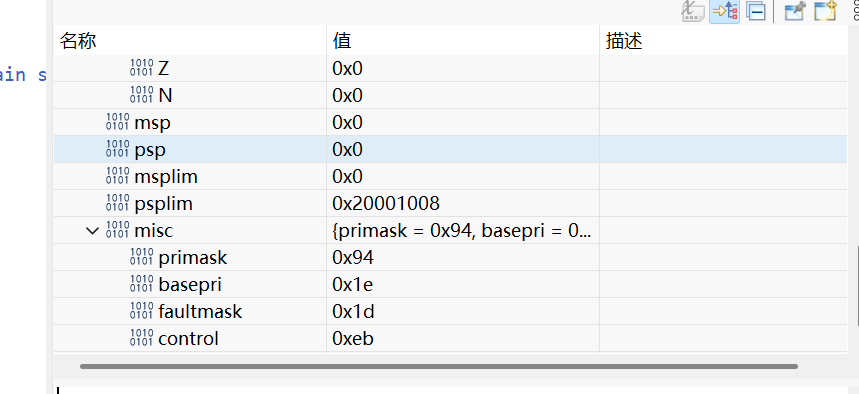 名称 值 描述
ain s
Z 0x0
N 0x0
msp 0x0
psp 0x0
msplim 0x0
psplim 0x20001008
misc {primask = 0x94, basepri = 0...
primask 0x94
basepri 0x1e
faultmask 0x1d
control 0xeb